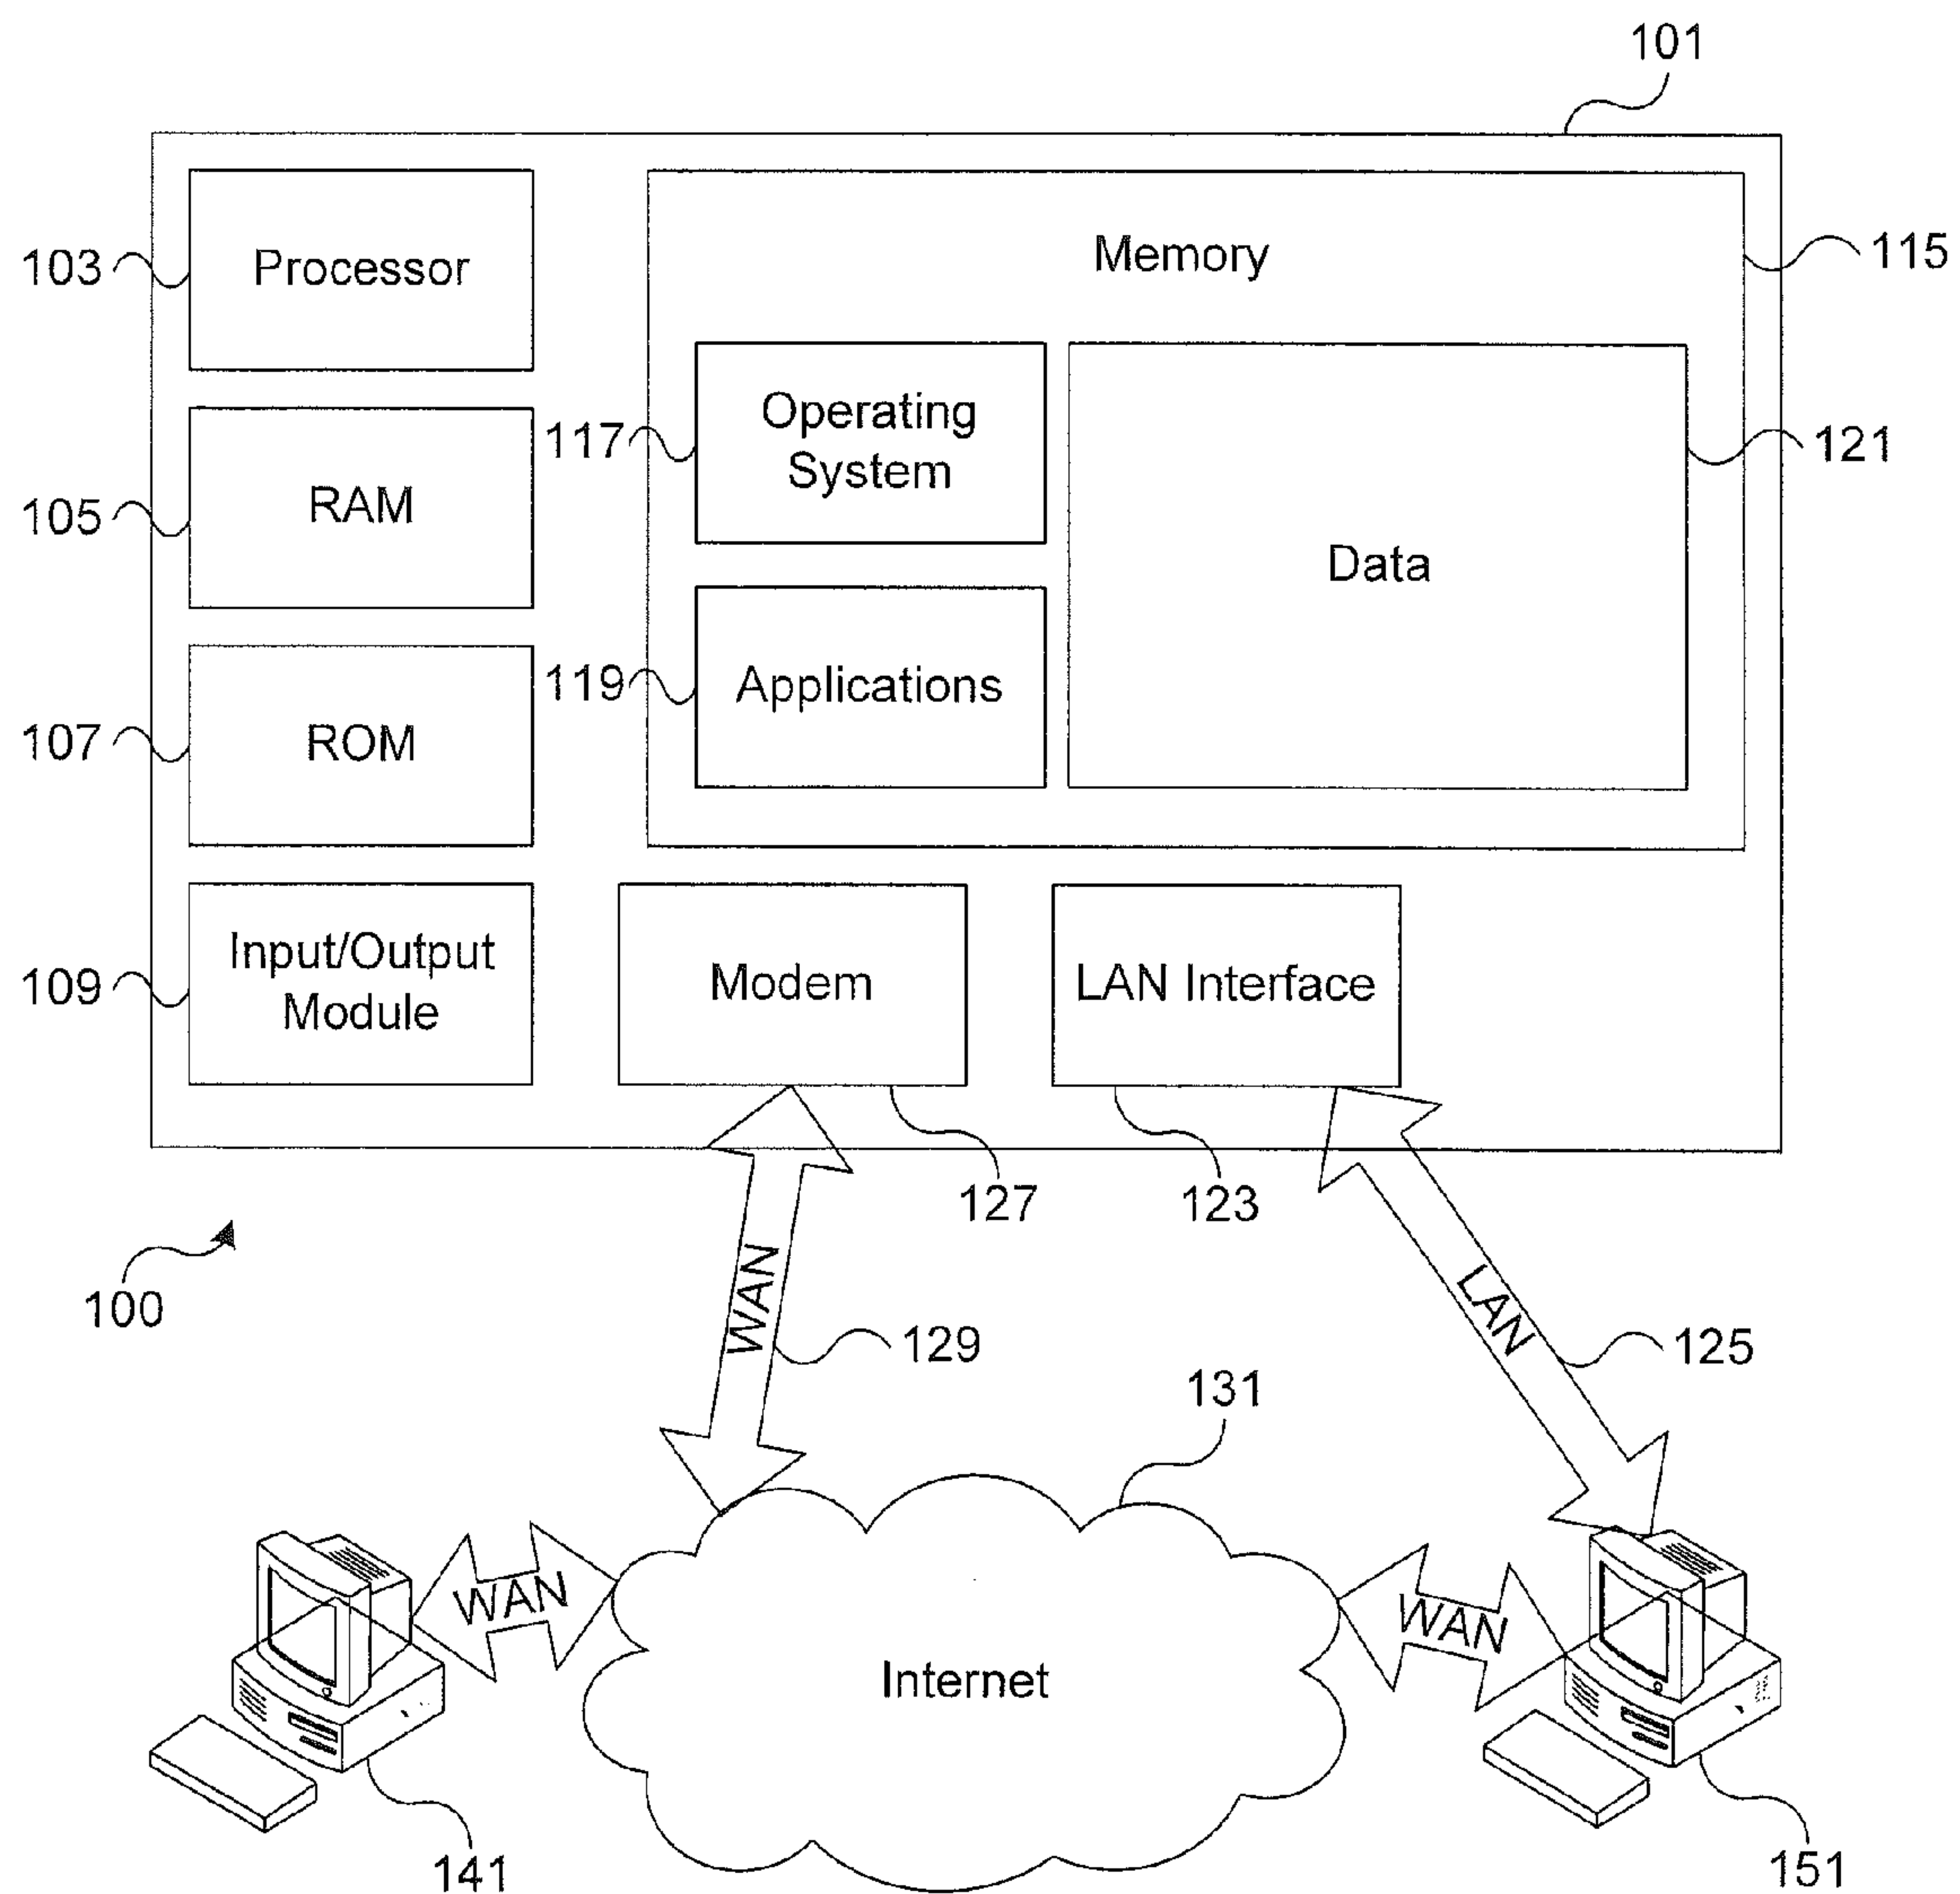 101
103
Processor
Memory
115
117
Operating
System
121
105
RAM
Data
107
ROM
119
Applications
109
Input/Output
Module
Modem
LAN Interface
127
123
100
WAN
129
LAN
125
131
WAN
Internet
WAN
141
151